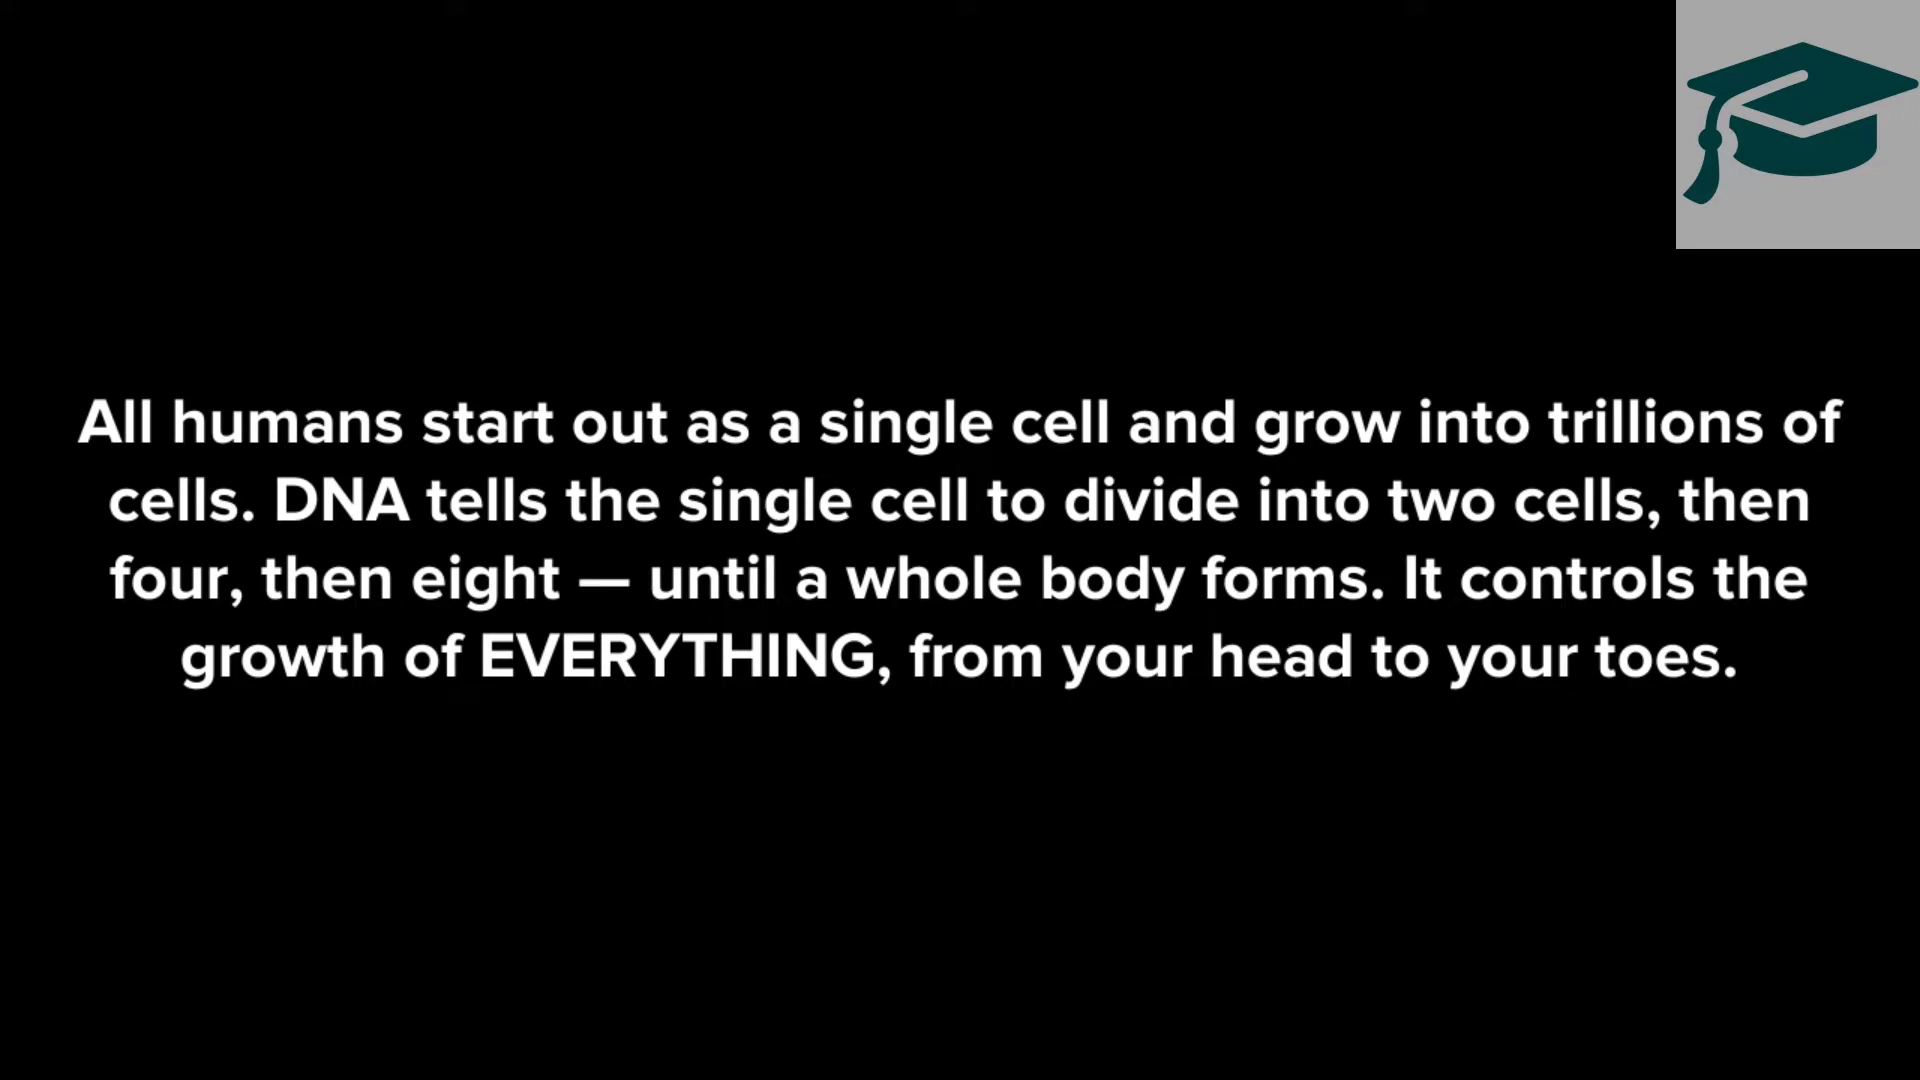 All humans start out as a single cell and grow into trillions of
cells. DNA tells the single cell to divide into two cells, then
four, then eight — until a whole body forms. It controls the
growth of EVERYTHING, from your head to your toes.